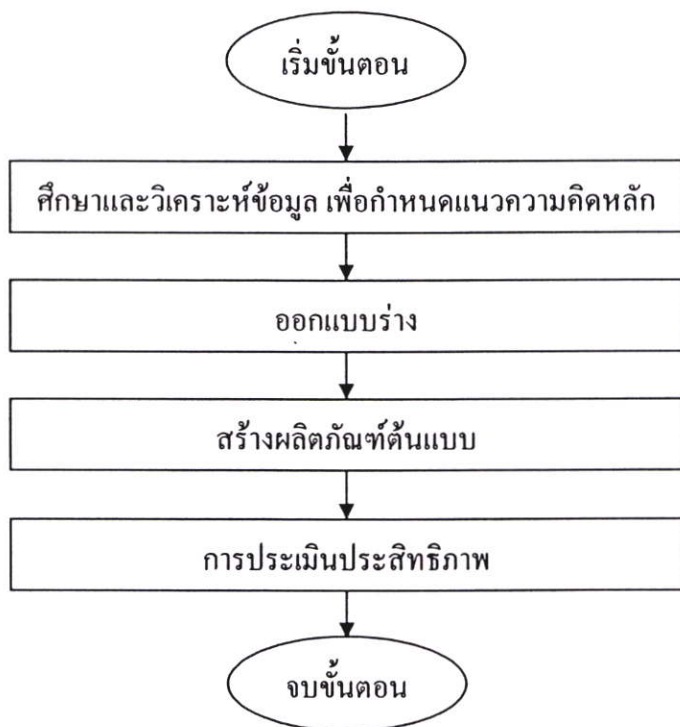 เริ่มขั้นตอน
ศึกษาและวิเคราะห์ข้อมูล เพื่อกำหนดแนวความคิดหลัก
ออกแบบร่าง
สร้างผลิตภัณฑ์ต้นแบบ
การประเมินประสิทธิภาพ
จบขั้นตอน